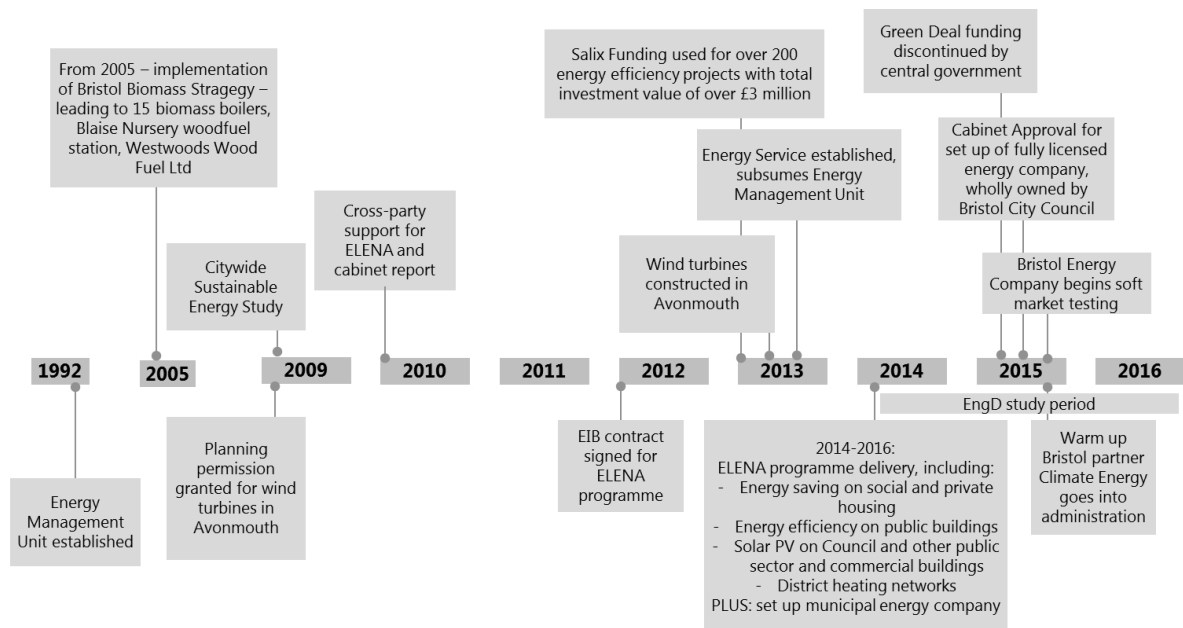 From 2005 – implementation
of Bristol Biomass Stragegy –
leading to 15 biomass boilers,
Blaise Nursery woodfuel
station, Westwoods Wood
Fuel Ltd
Citywide
Sustainable
Energy Study
Cross-party
support for
ELENA and
cabinet report
Salix Funding used for over 200
energy efficiency projects with total
investment value of over £3 million
Energy Service established,
subsumes Energy
Management Unit
Wind turbines
constructed in
Avonmouth
Green Deal funding
discontinued by
central government
Cabinet Approval for
set up of fully licensed
energy company,
wholly owned by
Bristol City Council
Bristol Energy
Company begins soft
market testing
1992
2005
2009
2010
2011
2012
2013
2014
2015
2016
EngD study period
Energy
Management
Unit established
Planning
permission
granted for wind
turbines in
Avonmouth
EIB contract
signed for
ELENA
programme
2014-2016:
ELENA programme delivery, including:
- Energy saving on social and private
housing
- Energy efficiency on public buildings
- Solar PV on Council and other public
sector and commercial buildings
- District heating networks
PLUS: set up municipal energy company
Warm up
Bristol partner
Climate Energy
goes into
administration